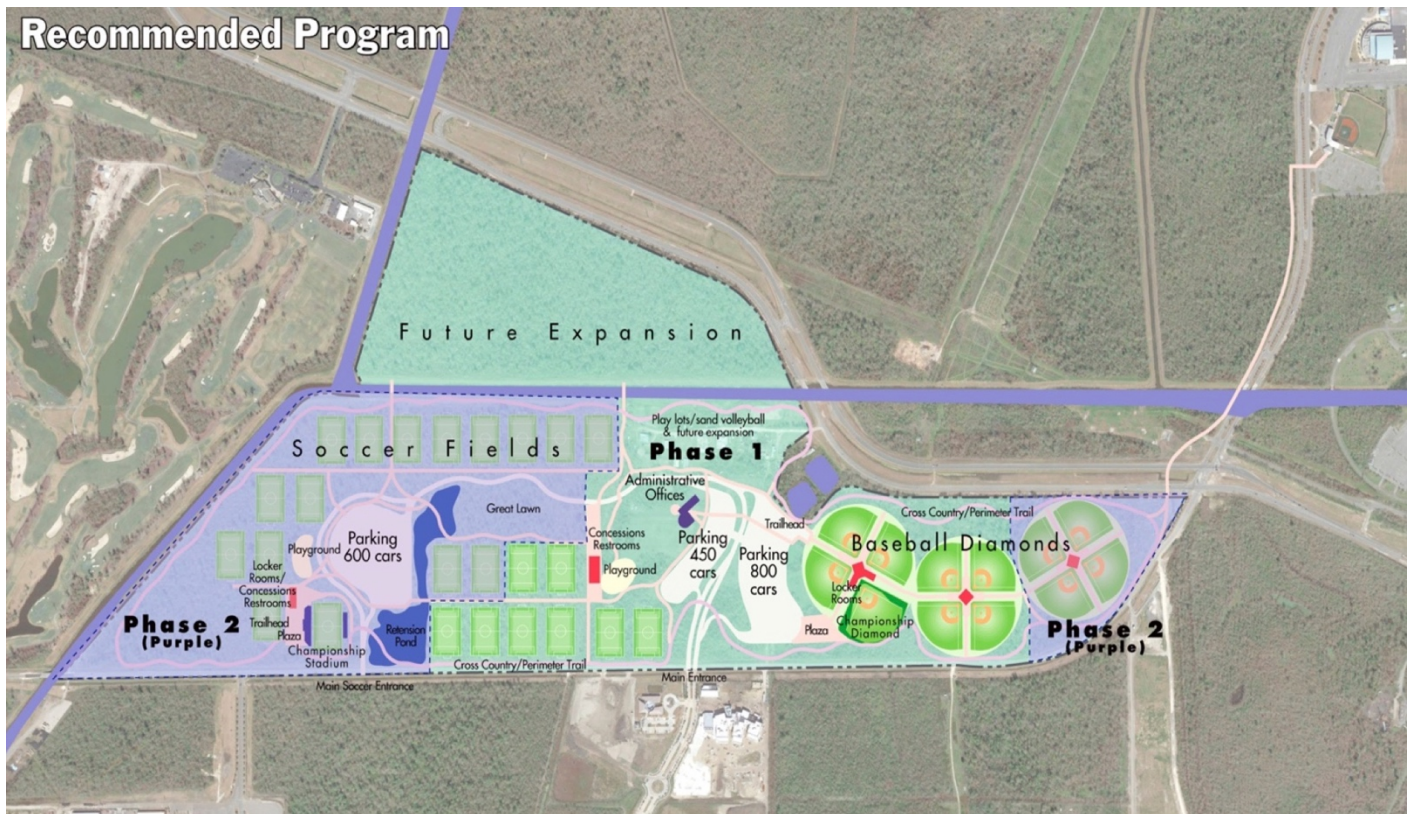 Recommended Program
Future Expansion
Play lots/sand volleyball
& future expansion
Phase 1
Soccer Fields
Administrative
Offices
Great Lawn
Cross Country/Perimeter Trail
Trailhead
Parking
600 cars
Concessions
Restrooms
Parking
450
cars
Baseball Diamonds
Playground
Parking
800
cars
Playground
Locker
Rooms/
Concessions
Restrooms
Locker
Rooms
Phase 2
(Purple)
Trailhead
Plaza
Retension
Pond
Plaza
Championship
Diamond
Phase 2
(Purple)
Championship
Stadium
Cross Country/Perimeter Trail
Main Soccer Entrance
Main Entrance